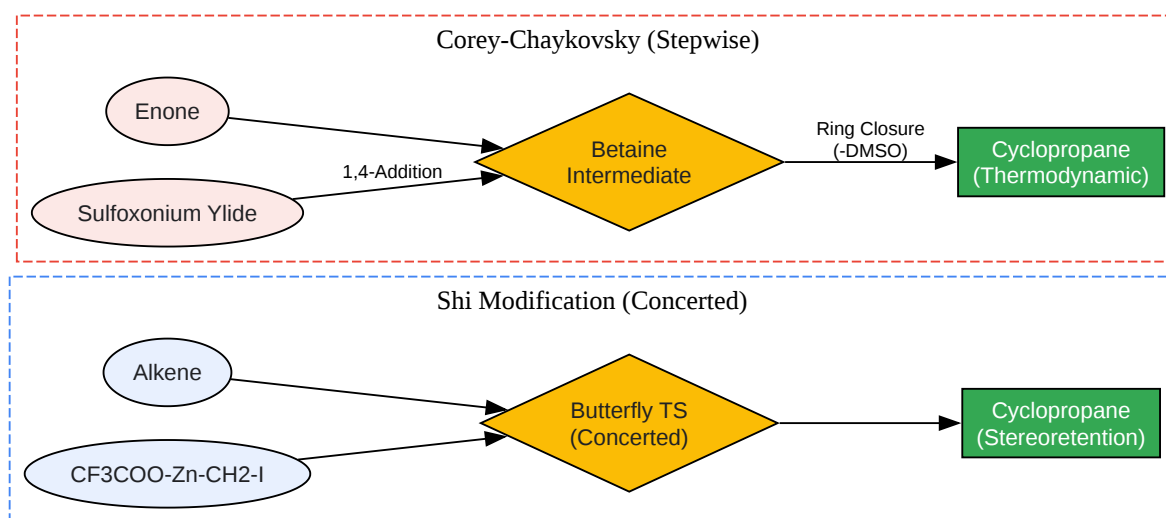 Corey-Chaykovsky (Stepwise)
Enone
Sulfoxonium Ylide
1,4-Addition
Betaine
Intermediate
Ring Closure
(-DMSO)
Cyclopropane
(Thermodynamic)
Shi Modification (Concerted)
Alkene
CF3COO-Zn-CH2-I
Butterfly TS
(Concerted)
Cyclopropane
(Stereoretention)